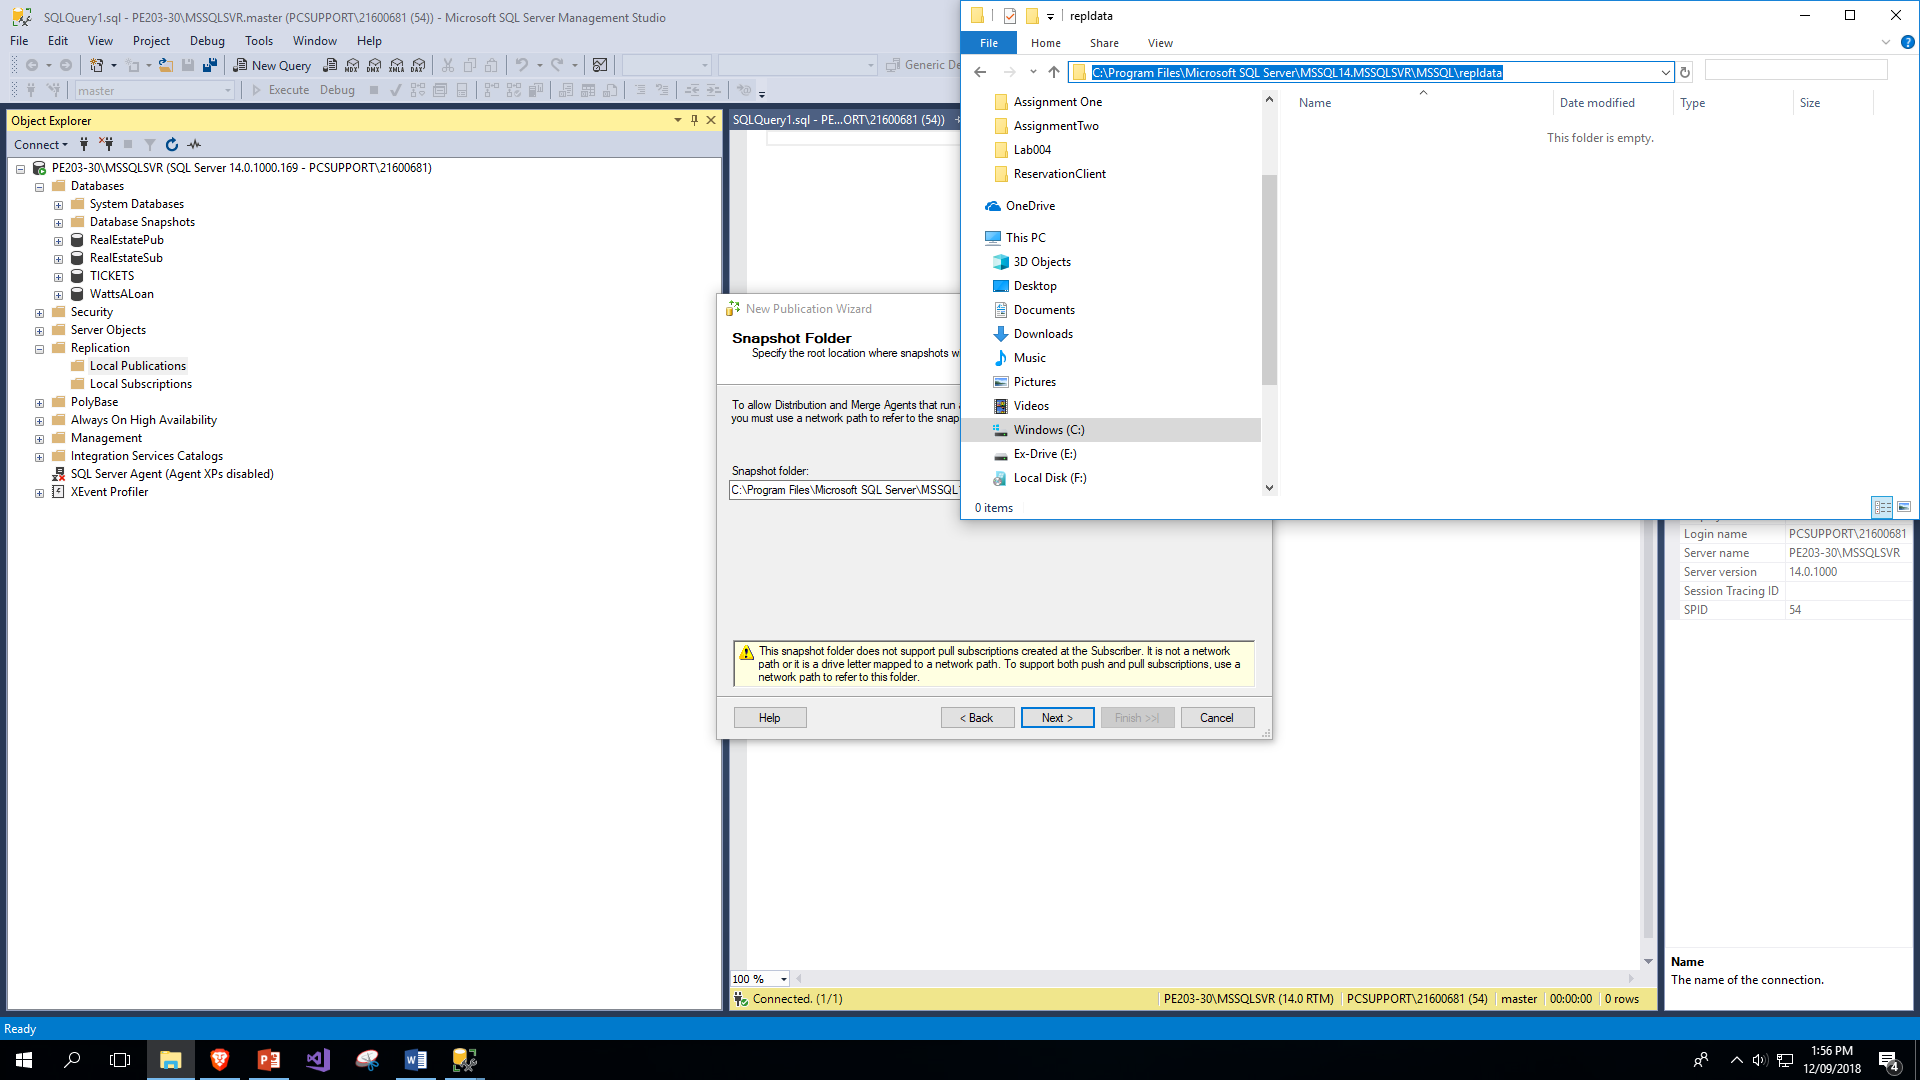 SQLQuery1.sql - PE203-30\MSSQLSVR.master (PCSUPPORT\21600681 (54)) - Microsoft SQL Server Management Studio
File Edit View Project Debug Tools Window Help
New Query
MDX DMX XMLA DAX
Generic De
master
Execute Debug
Object Explorer
Connect
PE203-30\MSSQLSVR (SQL Server 14.0.1000.169 - PCSUPPORT\21600681)
Databases
System Databases
Database Snapshots
RealEstatePub
RealEstateSub
TICKETS
WattsALoan
Security
Server Objects
Replication
Local Publications
Local Subscriptions
PolyBase
Always On High Availability
Management
Integration Services Catalogs
SQL Server Agent (Agent XPs disabled)
XEvent Profiler
SQLQuery1.sql - PE...ORT\21600681 (54))
New Publication Wizard
Snapshot Folder
Specify the root location where snapshots w
To allow Distribution and Merge Agents that run
you must use a network path to refer to the snap
Snapshot folder:
C:\Program Files\Microsoft SQL Server\MSSQL
This snapshot folder does not support pull subscriptions created at the Subscriber. It is not a network
path or it is a drive letter mapped to a network path. To support both push and pull subscriptions, use a
network path to refer to this folder.
Help
< Back
Next >
Finish >>|
Cancel
repldata
File Home Share View
C:\Program Files\Microsoft SQL Server\MSSQL14.MSSQLSVR\MSSQL\repldata
Assignment One
AssignmentTwo
Lab004
ReservationClient
OneDrive
This PC
3D Objects
Desktop
Documents
Downloads
Music
Pictures
Videos
Windows (C:)
Ex-Drive (E:)
Local Disk (F:)
Name Date modified Type Size
This folder is empty.
0 items
Login name PCSUPPORT\21600681
Server name PE203-30\MSSQLSVR
Server version 14.0.1000
Session Tracing ID
SPID 54
Name
The name of the connection.
100 %
Connected. (1/1)
PE203-30\MSSQLSVR (14.0 RTM) PCSUPPORT\21600681 (54) master 00:00:00 0 rows
Ready
1:56 PM
12/09/2018
4